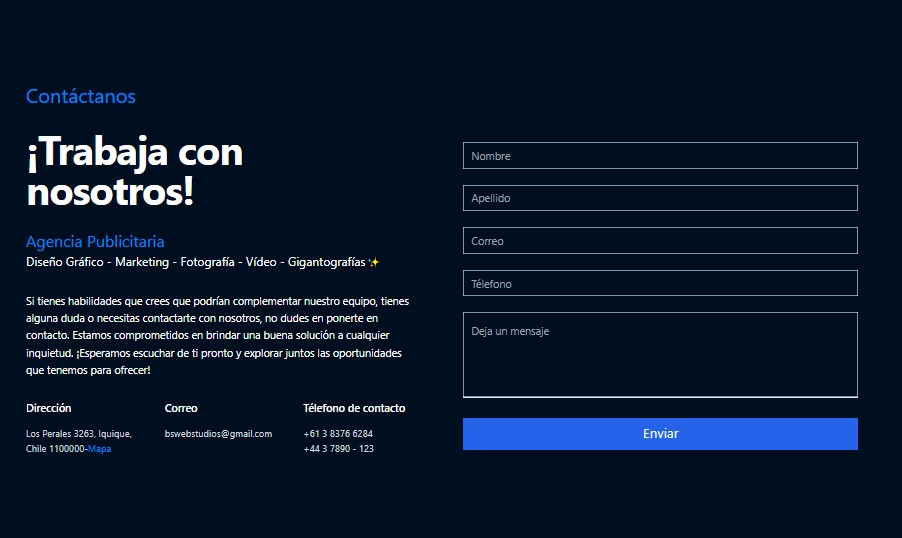 Contáctanos
¡Trabaja con
nosotros!
Agencia Publicitaria
Diseño Gráfico - Marketing - Fotografía - Vídeo - Gigantografías✨
Si tienes habilidades que crees que podrían complementar nuestro equipo, tienes
alguna duda o necesitas contactarte con nosotros, no dudes en ponerte en
contacto. Estamos comprometidos en brindar una buena solución a cualquier
inquietud. ¡Esperamos escuchar de ti pronto y explorar juntos las oportunidades
que tenemos para ofrecer!
Dirección
Los Perales 3263, Iquique,
Chile 1100000-Mapa
Correo
bswebstudios@gmail.com
Télefono de contacto
+61 3 8376 6284
+44 3 7890 - 123
Nombre
Apellido
Correo
Télefono
Deja un mensaje
Enviar